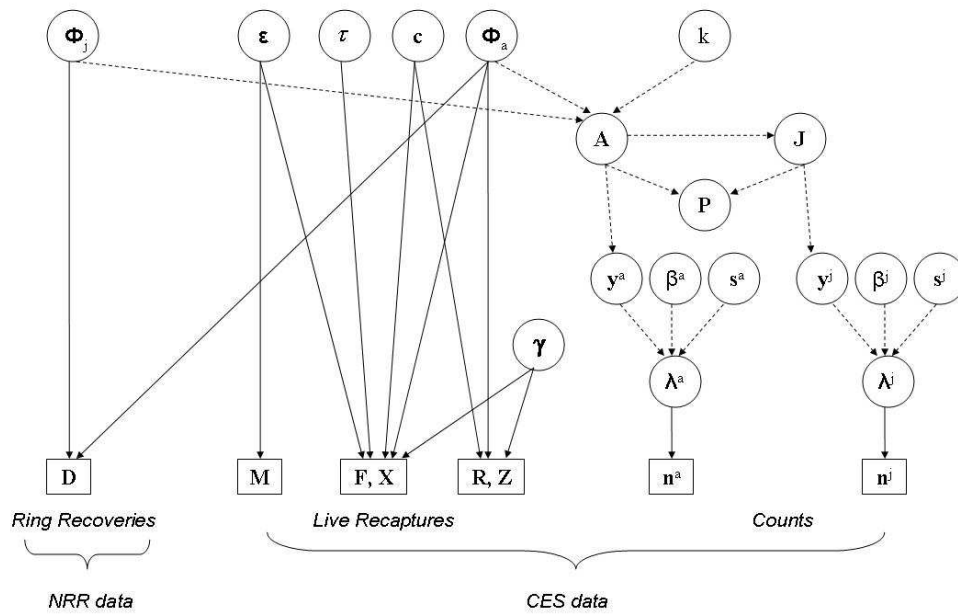 Φj ε τ c Φa k
A J
P
yᵃ βᵃ sᵃ yʲ βʲ sʲ
γ
λᵃ λʲ
D M F, X R, Z nᵃ nʲ
Ring Recoveries Live Recaptures Counts
NRR data CES data